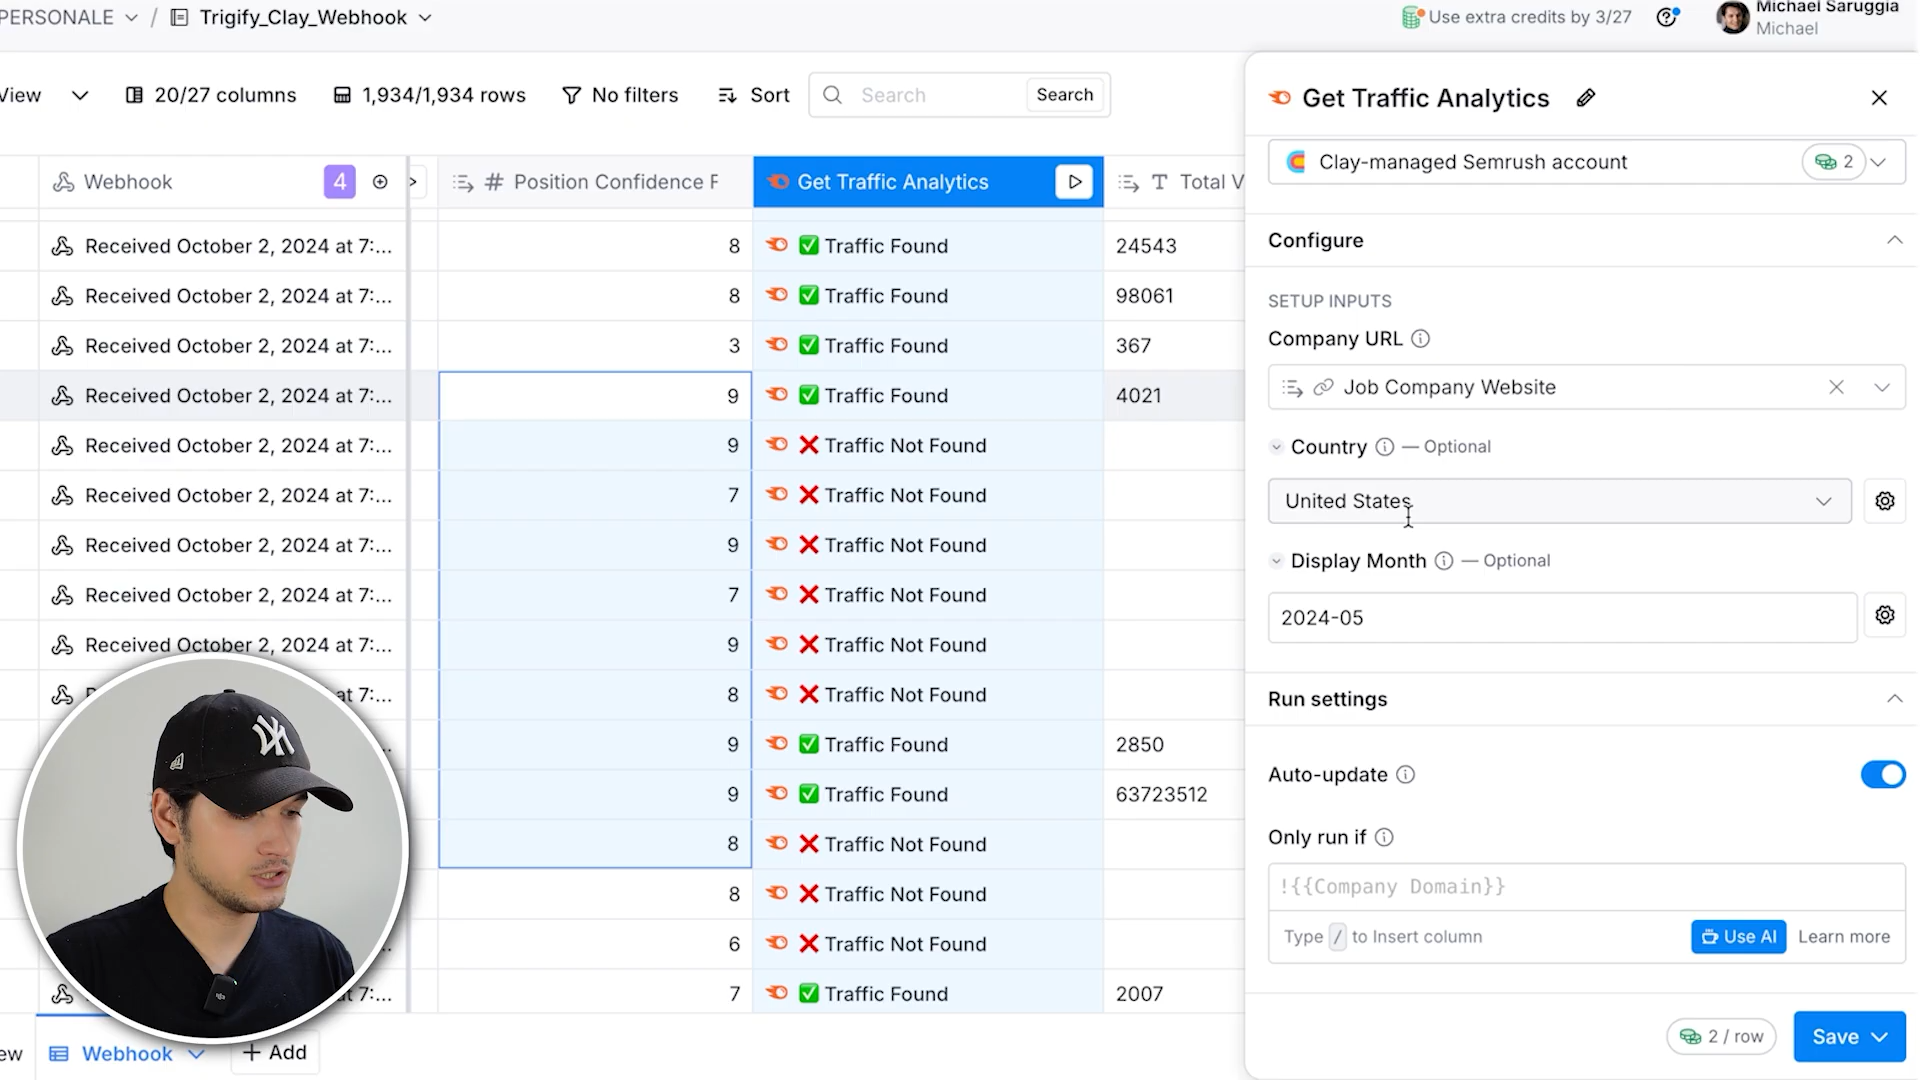 PERSONALE / Trigify_Clay_Webhook
Use extra credits by 3/27
Michael Saruggia
Michael
View
20/27 columns
1,934/1,934 rows
No filters
Sort
Search
Search
Webhook 4
# Position Confidence F
Get Traffic Analytics
T Total V
Received October 2, 2024 at 7:... 8 Traffic Found 24543
Received October 2, 2024 at 7:... 8 Traffic Found 98061
Received October 2, 2024 at 7:... 3 Traffic Found 367
Received October 2, 2024 at 7:... 9 Traffic Found 4021
Received October 2, 2024 at 7:... 9 Traffic Not Found
Received October 2, 2024 at 7:... 7 Traffic Not Found
Received October 2, 2024 at 7:... 9 Traffic Not Found
Received October 2, 2024 at 7:... 7 Traffic Not Found
Received October 2, 2024 at 7:... 9 Traffic Not Found
at 7:... 8 Traffic Not Found
9 Traffic Found 2850
9 Traffic Found 63723512
8 Traffic Not Found
8 Traffic Not Found
6 Traffic Not Found
t 7:... 7 Traffic Found 2007
ew
Webhook
+ Add
Get Traffic Analytics
Clay-managed Semrush account 2
Configure
SETUP INPUTS
Company URL
Job Company Website
Country — Optional
United States
Display Month — Optional
2024-05
Run settings
Auto-update
Only run if
!{{Company Domain}}
Type / to Insert column
Use AI
Learn more
2 / row
Save